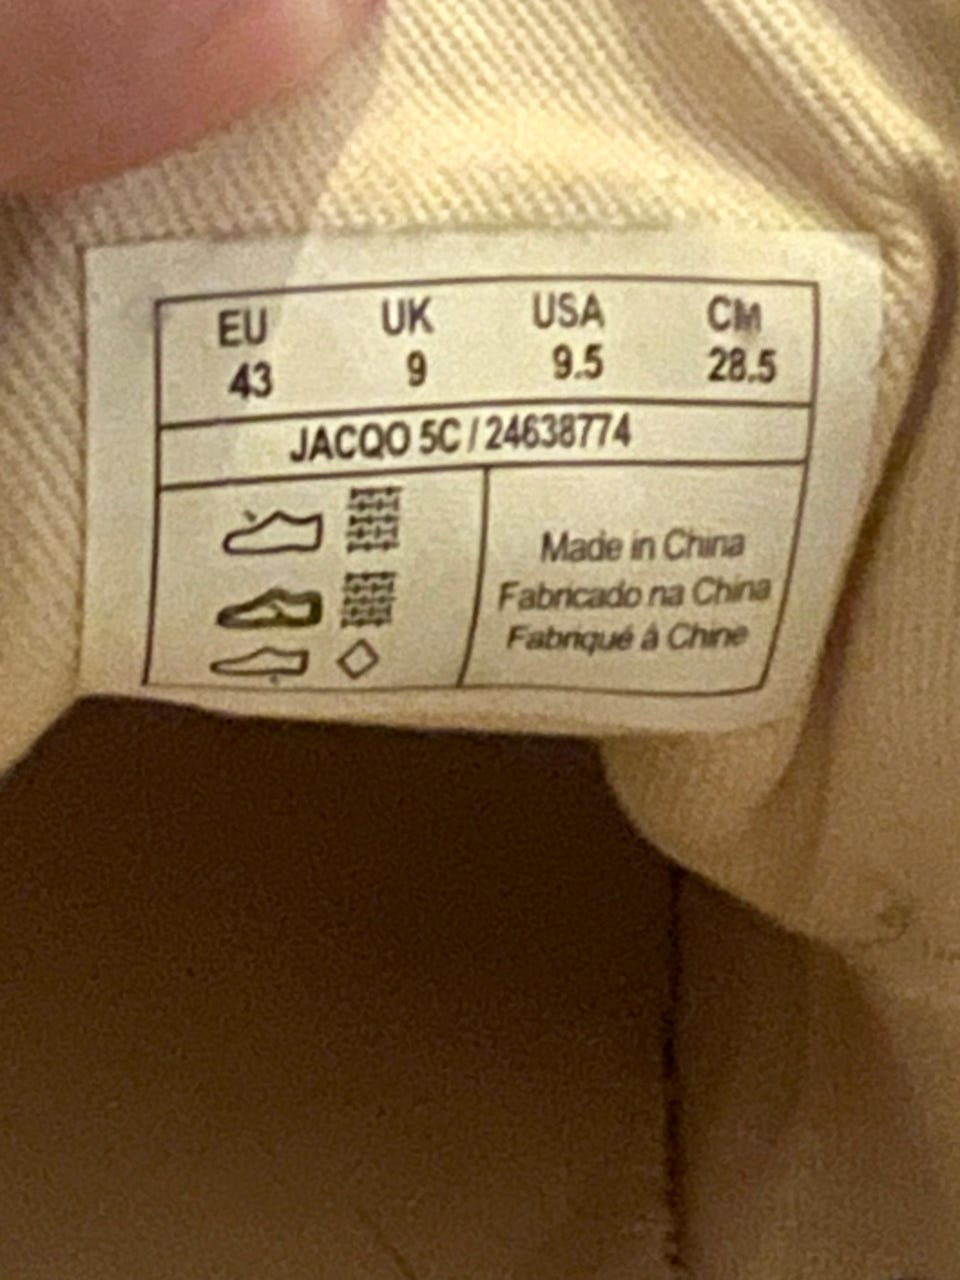 EU UK USA CM
43 9 9.5 28.5
JACQO 5C / 24638774
Made in China
Fabricado na China
Fabriqué â Chine